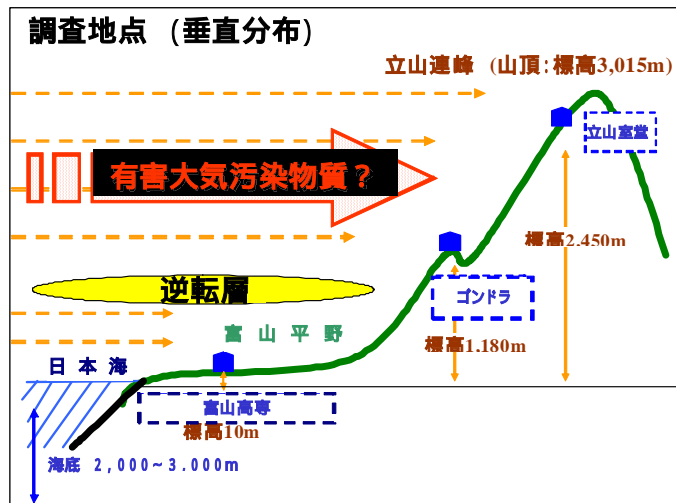 調査地点 (垂直分布)
立山連峰 (山頂:標高3,015m)
立山室堂
有害大気汚染物質?
標高2.450m
逆転層
ゴンドラ
富山平野
標高1.180m
日本海
富山高専
標高10m
海底 2,000~3.000m